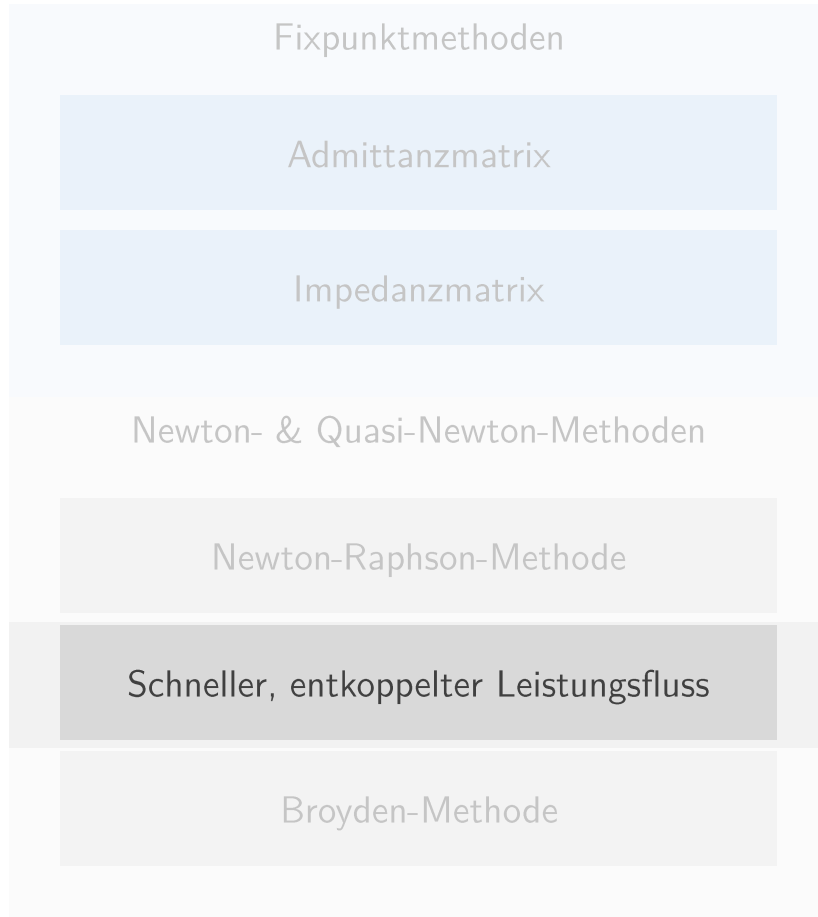 Fixpunktmethoden
Admittanzmatrix
Impedanzmatrix
Newton- & Quasi-Newton-Methoden
Newton-Raphson-Methode
Schneller, entkoppelter Leistungsfluss
Broyden-Methode